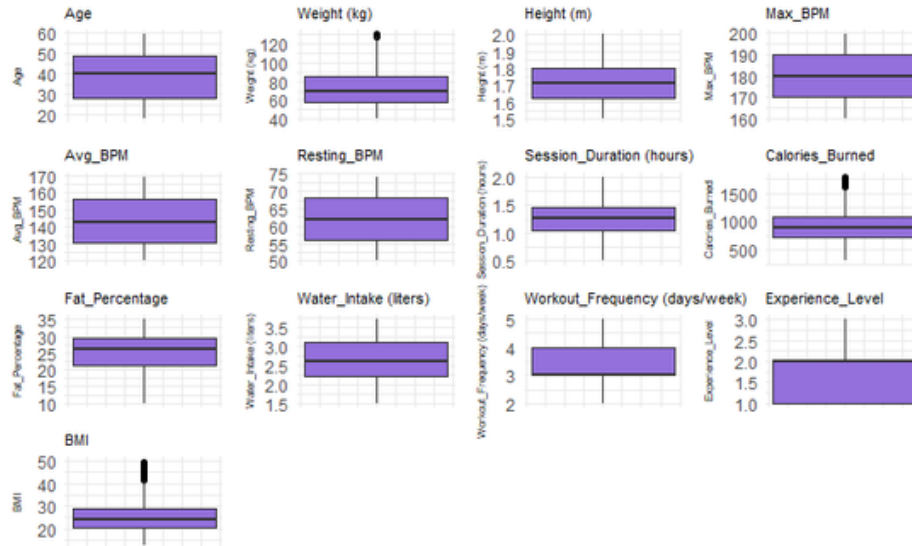 Age
Age
60
50
40
30
20
Weight (kg)
Weight (kg)
120
100
80
60
40
Height (m)
Height (m)
2.0
1.9
1.8
1.7
1.6
1.5
Max_BPM
Max_BPM
200
190
180
170
160
Avg_BPM
Avg_BPM
170
160
150
140
130
120
Resting_BPM
Resting_BPM
75
70
65
60
55
50
Session_Duration (hours)
Session_Duration (hours)
2.0
1.5
1.0
0.5
Calories_Burned
Calories_Burned
1500
1000
500
Fat_Percentage
Fat_Percentage
35
30
25
20
15
10
Water_Intake (liters)
Water_Intake (liters)
3.5
3.0
2.5
2.0
1.5
Workout_Frequency (days/week)
Workout_Frequency (days/week)
5
4
3
2
Experience_Level
Experience_Level
3.0
2.5
2.0
1.5
1.0
BMI
BMI
50
40
30
20